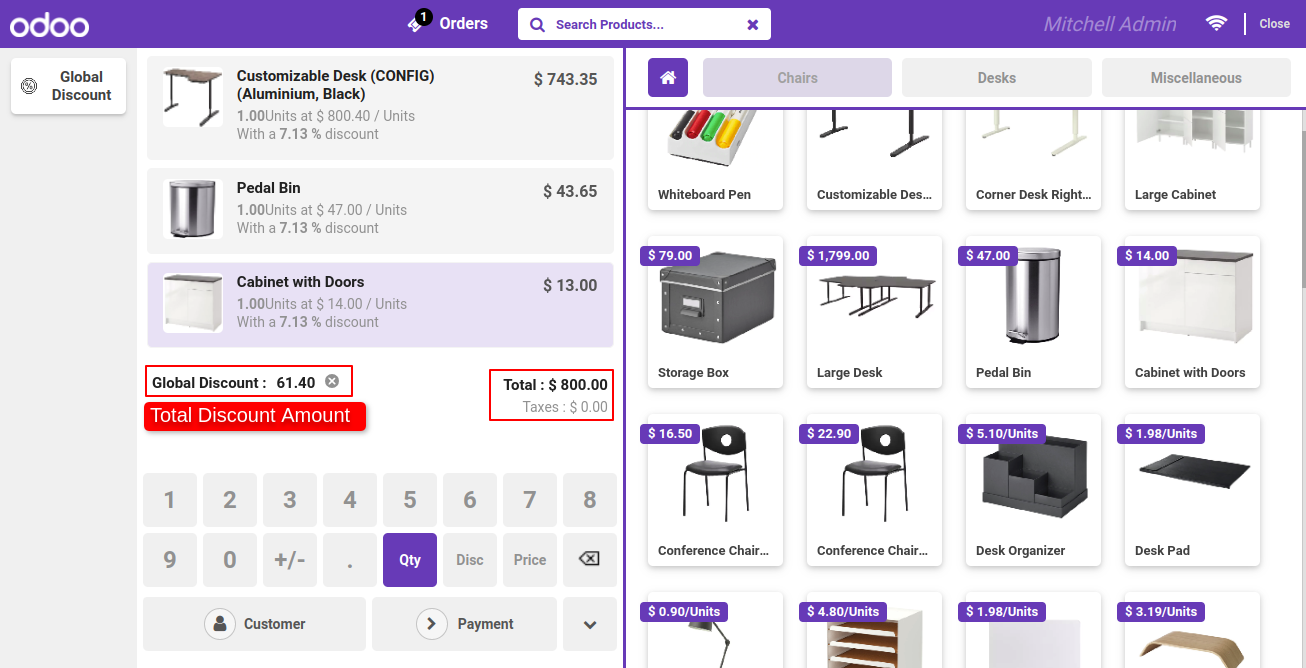 odoo
1
Orders
Search Products...
Mitchell Admin
Close
Global
Discount
Customizable Desk (CONFIG)
(Aluminium, Black)
$ 743.35
1.00Units at $ 800.40 / Units
With a 7.13 % discount
Pedal Bin
$ 43.65
1.00Units at $ 47.00 / Units
With a 7.13 % discount
Cabinet with Doors
$ 13.00
1.00Units at $ 14.00 / Units
With a 7.13 % discount
Global Discount : 61.40
Total Discount Amount
Total : $ 800.00
Taxes : $ 0.00
1 2 3 4 5 6 7 8
9 0 +/- . Qty Disc Price
Customer
Payment
Chairs
Desks
Miscellaneous
Whiteboard Pen
Customizable Des...
Corner Desk Right...
Large Cabinet
$ 79.00
$ 1,799.00
$ 47.00
$ 14.00
Storage Box
Large Desk
Pedal Bin
Cabinet with Doors
$ 16.50
$ 22.90
$ 5.10/Units
$ 1.98/Units
Conference Chair...
Conference Chair...
Desk Organizer
Desk Pad
$ 0.90/Units
$ 4.80/Units
$ 1.98/Units
$ 3.19/Units